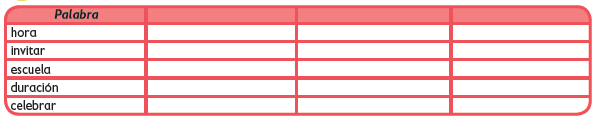 Palabra
hora
invitar
escuela
duración
celebrar